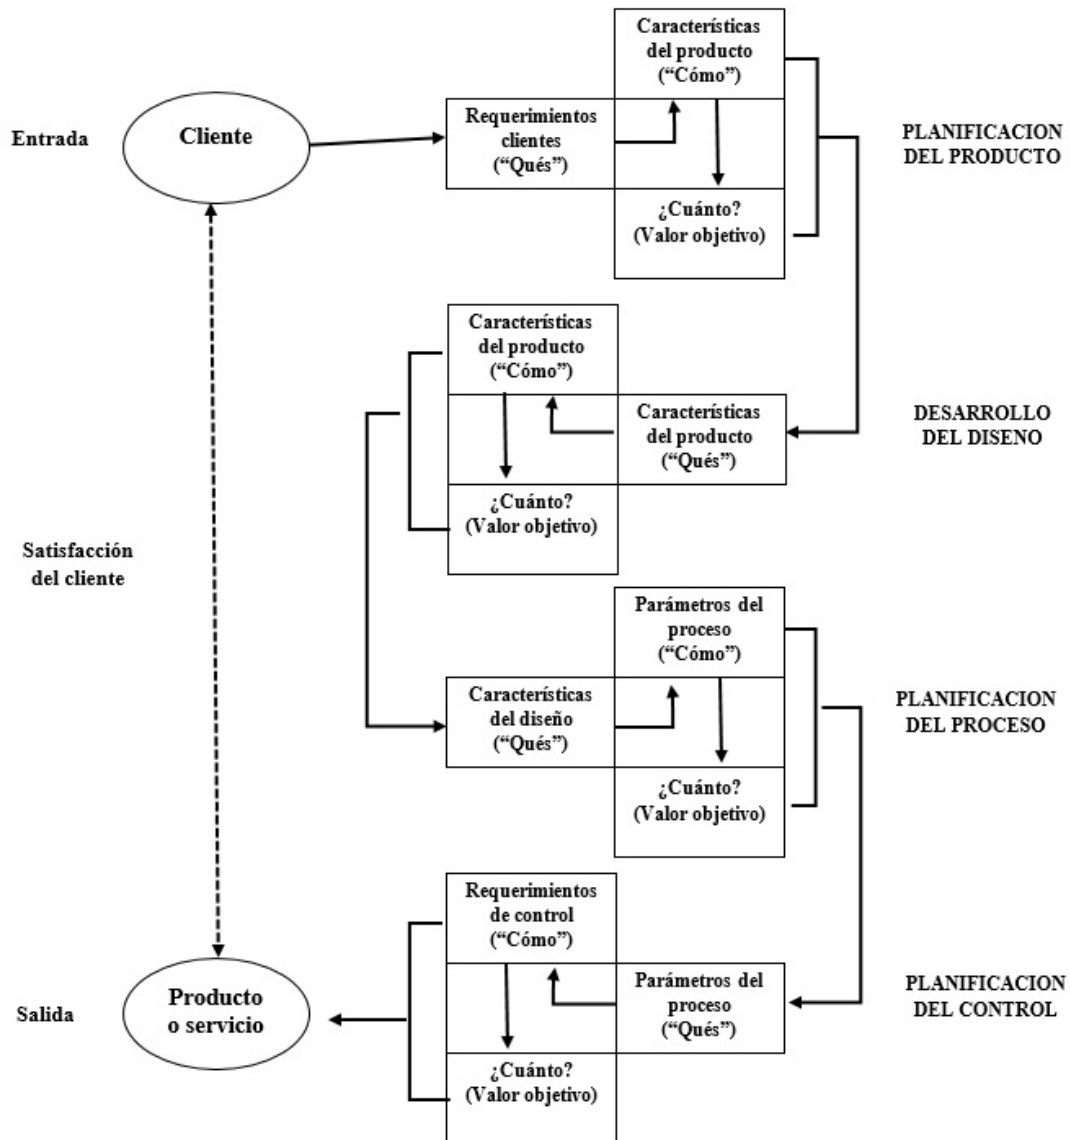 Entrada
Cliente
Requerimientos
clientes
(“Qués”)
Características
del producto
(“Cómo”)
¿Cuánto?
(Valor objetivo)
PLANIFICACION
DEL PRODUCTO
Características
del producto
(“Cómo”)
Características
del producto
(“Qués”)
¿Cuánto?
(Valor objetivo)
DESARROLLO
DEL DISENO
Satisfacción
del cliente
Parámetros del
proceso
(“Cómo”)
Características
del diseño
(“Qués”)
¿Cuánto?
(Valor objetivo)
PLANIFICACION
DEL PROCESO
Requerimientos
de control
(“Cómo”)
Parámetros del
proceso
(“Qués”)
¿Cuánto?
(Valor objetivo)
PLANIFICACION
DEL CONTROL
Salida
Producto
o servicio